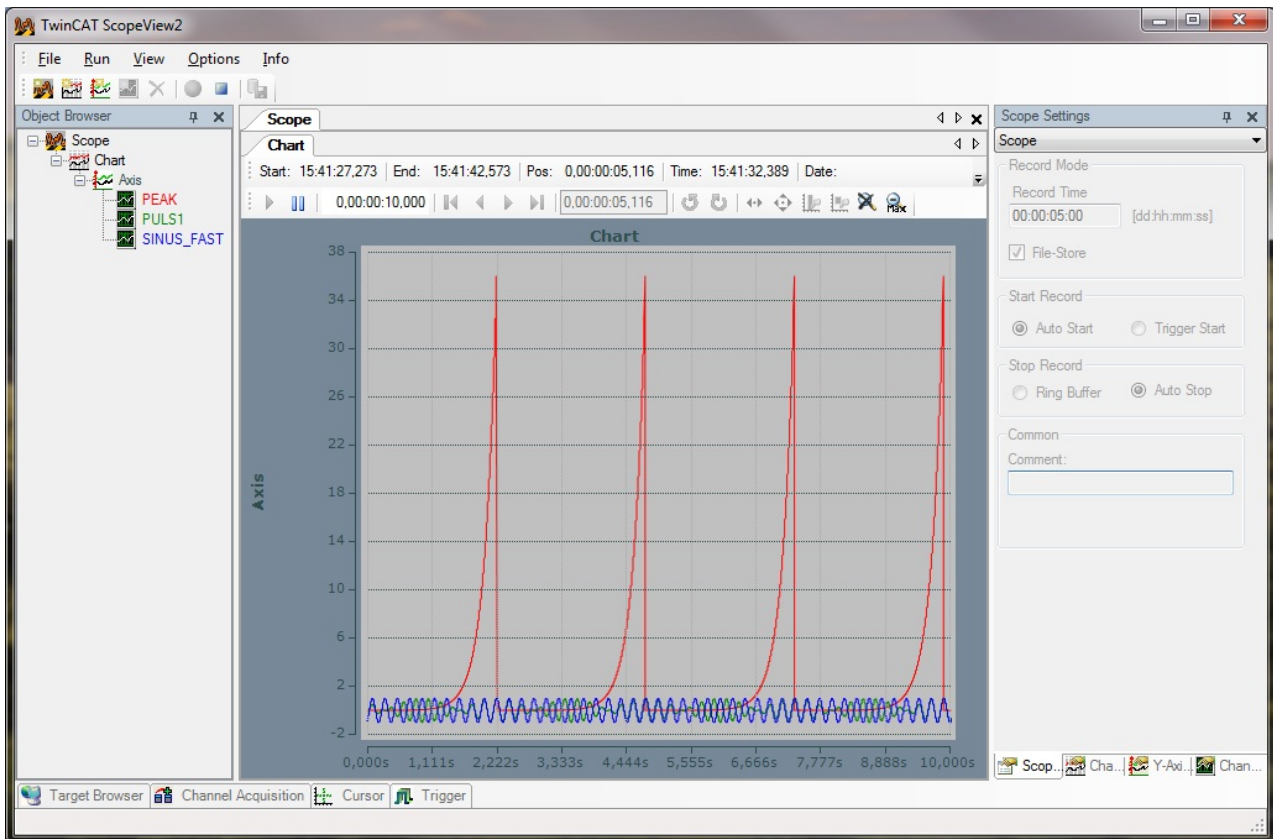 TwinCAT ScopeView2
File Run View Options Info
Object Browser
Scope
Chart
Axis
PEAK
PULS1
SINUS_FAST
Scope
Chart
Start: 15:41:27,273 End: 15:41:42,573 Pos: 0,00:00:05,116 Time: 15:41:32,389 Date:
0,00:00:10,000 0,00:00:05,116 Max
Chart
Axis
38
34
30
26
22
18
14
10
6
2
-2
0,000s 1,111s 2,222s 3,333s 4,444s 5,555s 6,666s 7,777s 8,888s 10,000s
Scope Settings
Scope
Record Mode
Record Time
00:00:05:00 [dd:hh:mm:ss]
File-Store
Start Record
Auto Start Trigger Start
Stop Record
Ring Buffer Auto Stop
Common
Comment:
Scop... Cha... Y-Axi... Chan...
Target Browser Channel Acquisition Cursor Trigger